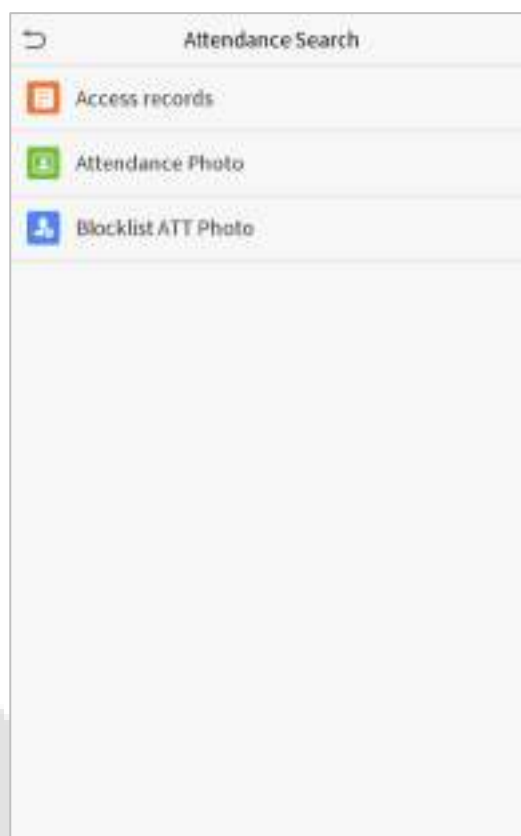 Attendance Search
Access records
Attendance Photo
Blocklist ATT Photo